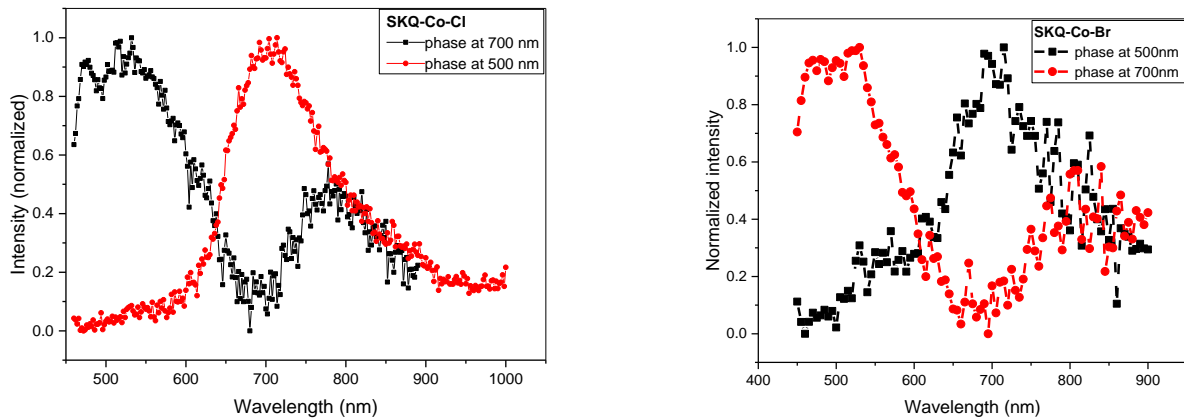 SKQ-Co-Cl
phase at 700 nm
phase at 500 nm
1.0
0.8
0.6
0.4
0.2
0.0
Intensity (normalized)
500 600 700 800 900 1000
Wavelength (nm)
SKQ-Co-Br
phase at 500nm
phase at 700nm
1.0
0.8
0.6
0.4
0.2
0.0
Normalized intensity
400 500 600 700 800 900
Wavelength (nm)